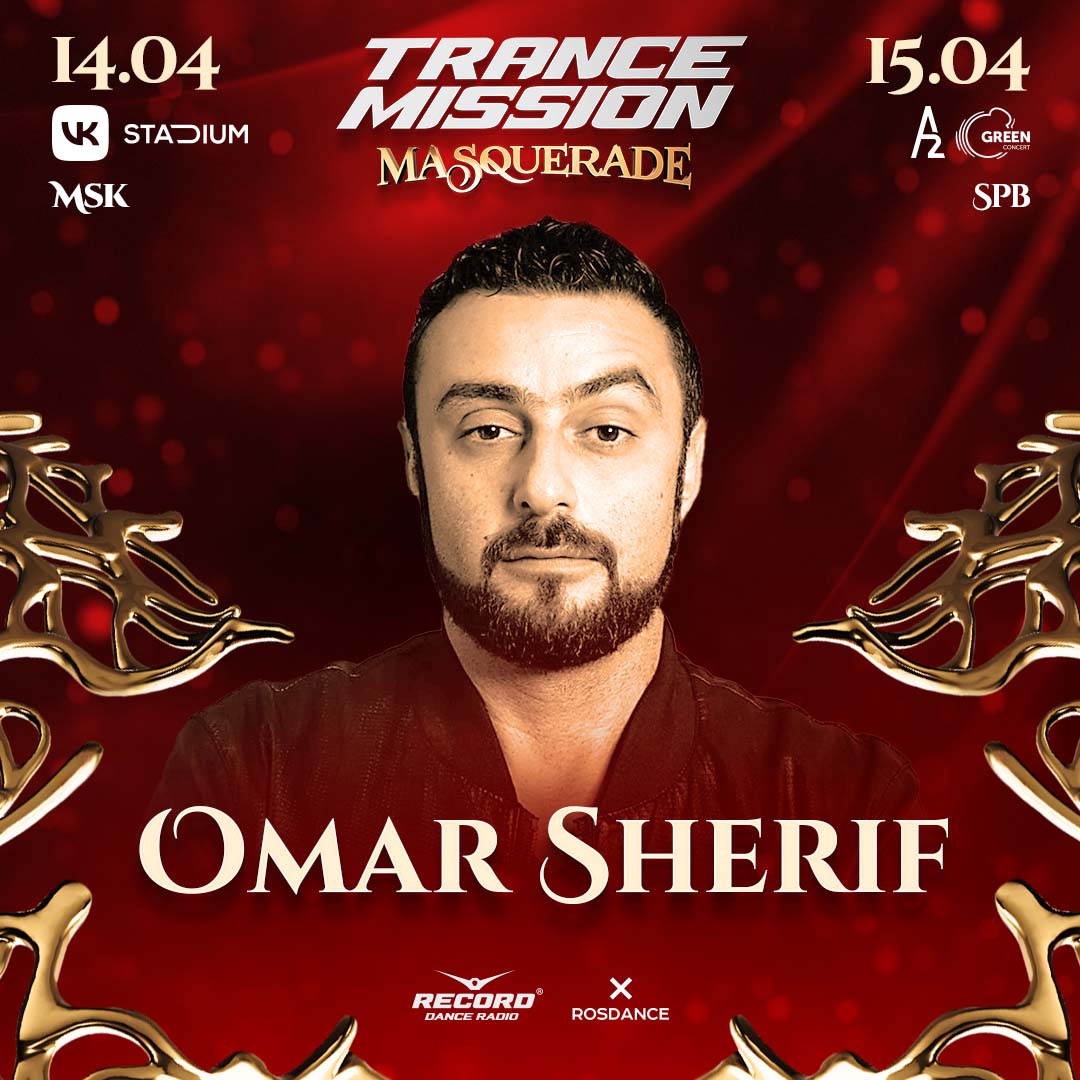 14.04
VK STADIUM
MSK
TRANCE
MISSION
MASQUERADE
15.04
A2 GREEN
CONCERT
SPB
OMAR SHERIF
RECORD®
DANCE RADIO
ROSDANCE